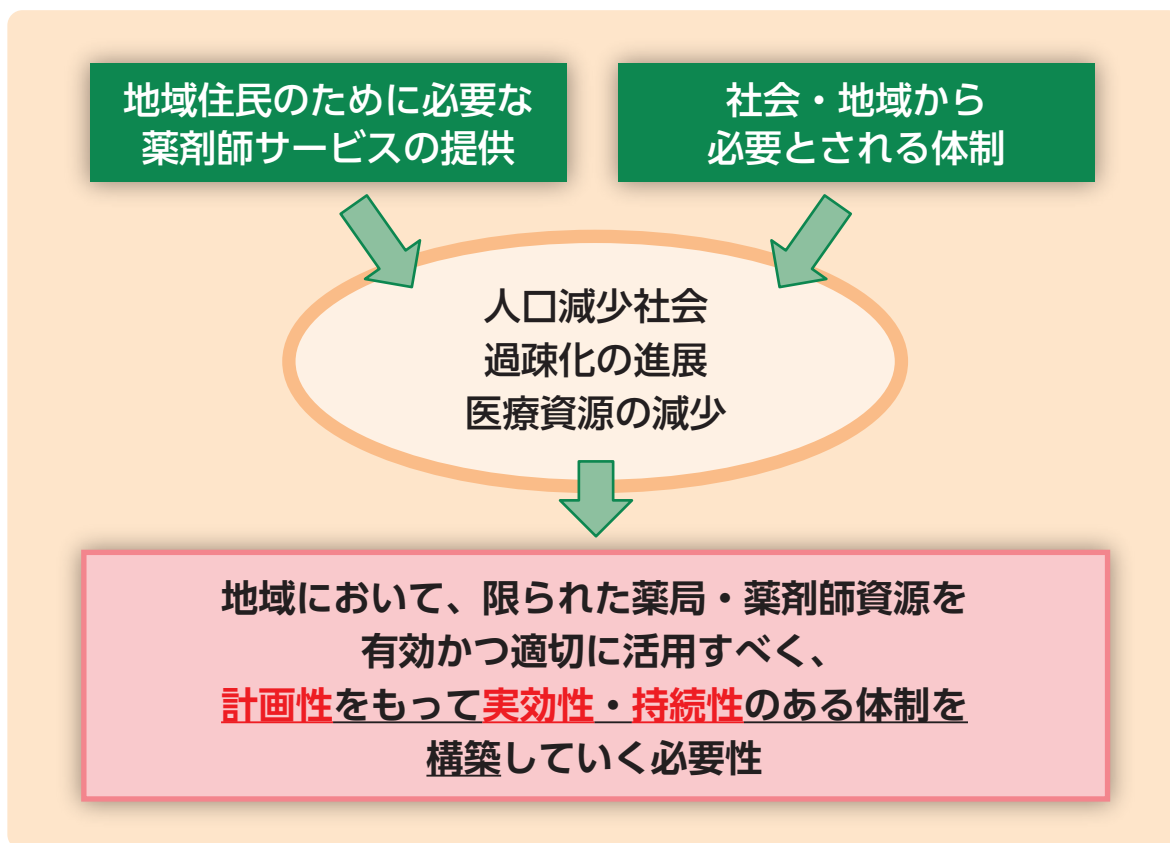 地域住民のために必要な
薬剤師サービスの提供
社会・地域から
必要とされる体制
人口減少社会
過疎化の進展
医療資源の減少
地域において、限られた薬局・薬剤師資源を
有効かつ適切に活用すべく、
計画性をもって実効性・持続性のある体制を
構築していく必要性